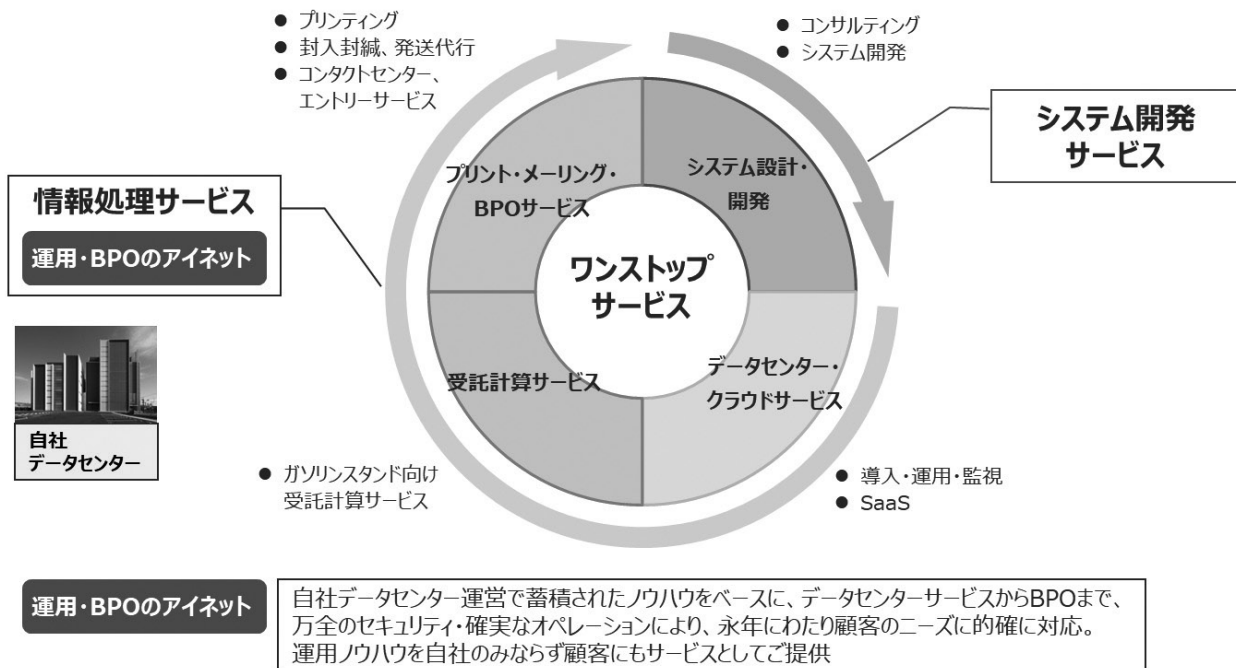 ● プリンティング
● 封入封緘、発送代行
● コンタクトセンター、
エントリーサービス
● コンサルティング
● システム開発
システム開発
サービス
情報処理サービス
運用・BPOのアイネット
プリント・メーリング・
BPOサービス
システム設計・
開発
ワンストップ
サービス
受託計算サービス
データセンター・
クラウドサービス
自社
データセンター
● ガソリンスタンド向け
受託計算サービス
● 導入・運用・監視
● SaaS
運用・BPOのアイネット
自社データセンター運営で蓄積されたノウハウをベースに、データセンターサービスからBPOまで、
万全のセキュリティ・確実なオペレーションにより、永年にわたり顧客のニーズに的確に対応。
運用ノウハウを自社のみならず顧客にもサービスとしてご提供